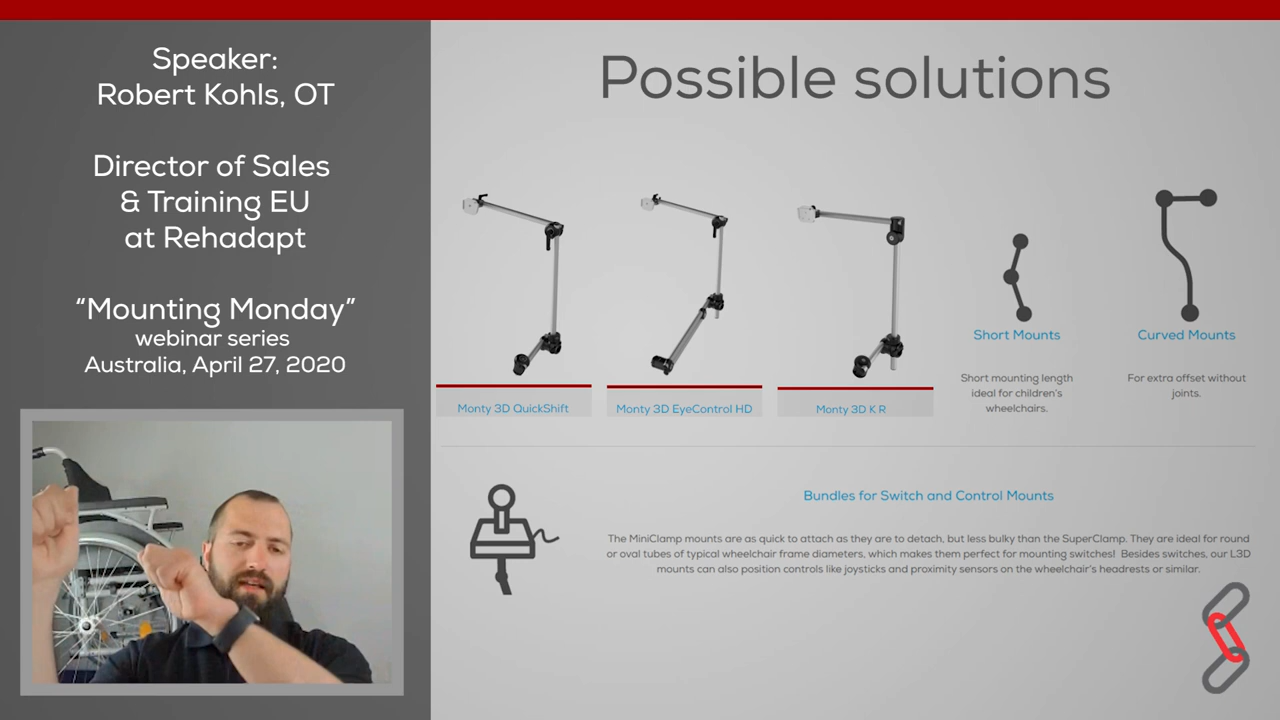 Speaker:
Robert Kohls, OT
Director of Sales
& Training EU
at Rehadapt
“Mounting Monday”
webinar series
Australia, April 27, 2020
Possible solutions
Monty 3D QuickShift
Monty 3D EyeControl HD
Monty 3D K R
Short Mounts
Short mounting length
ideal for children's
wheelchairs.
Curved Mounts
For extra offset without
joints.
Bundles for Switch and Control Mounts
The MiniClamp mounts are as quick to attach as they are to detach, but less bulky than the SuperClamp. They are ideal for round
or oval tubes of typical wheelchair frame diameters, which makes them perfect for mounting switches! Besides switches, our L3D
mounts can also position controls like joysticks and proximity sensors on the wheelchair's headrests or similar.